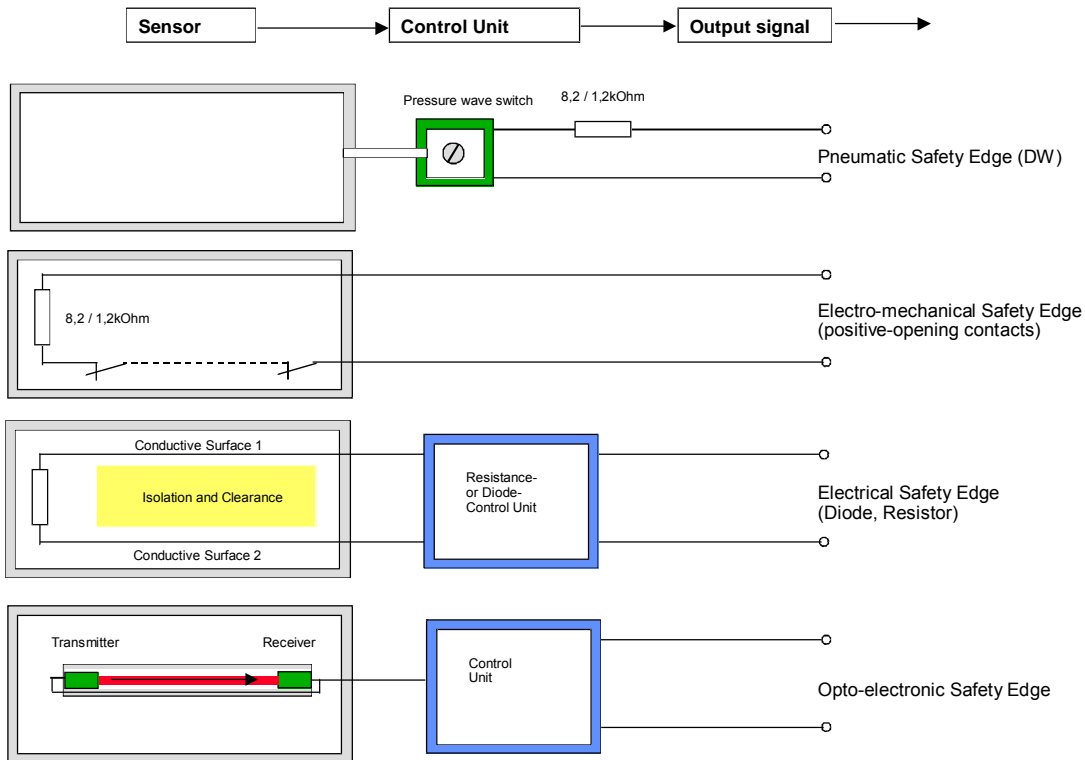 Sensor
Control Unit
Output signal
Pressure wave switch
8,2 / 1,2kOhm
Pneumatic Safety Edge (DW)
8,2 / 1,2kOhm
Electro-mechanical Safety Edge
(positive-opening contacts)
Conductive Surface 1
Isolation and Clearance
Conductive Surface 2
Resistance-
or Diode-
Control Unit
Electrical Safety Edge
(Diode, Resistor)
Transmitter
Receiver
Control
Unit
Opto-electronic Safety Edge